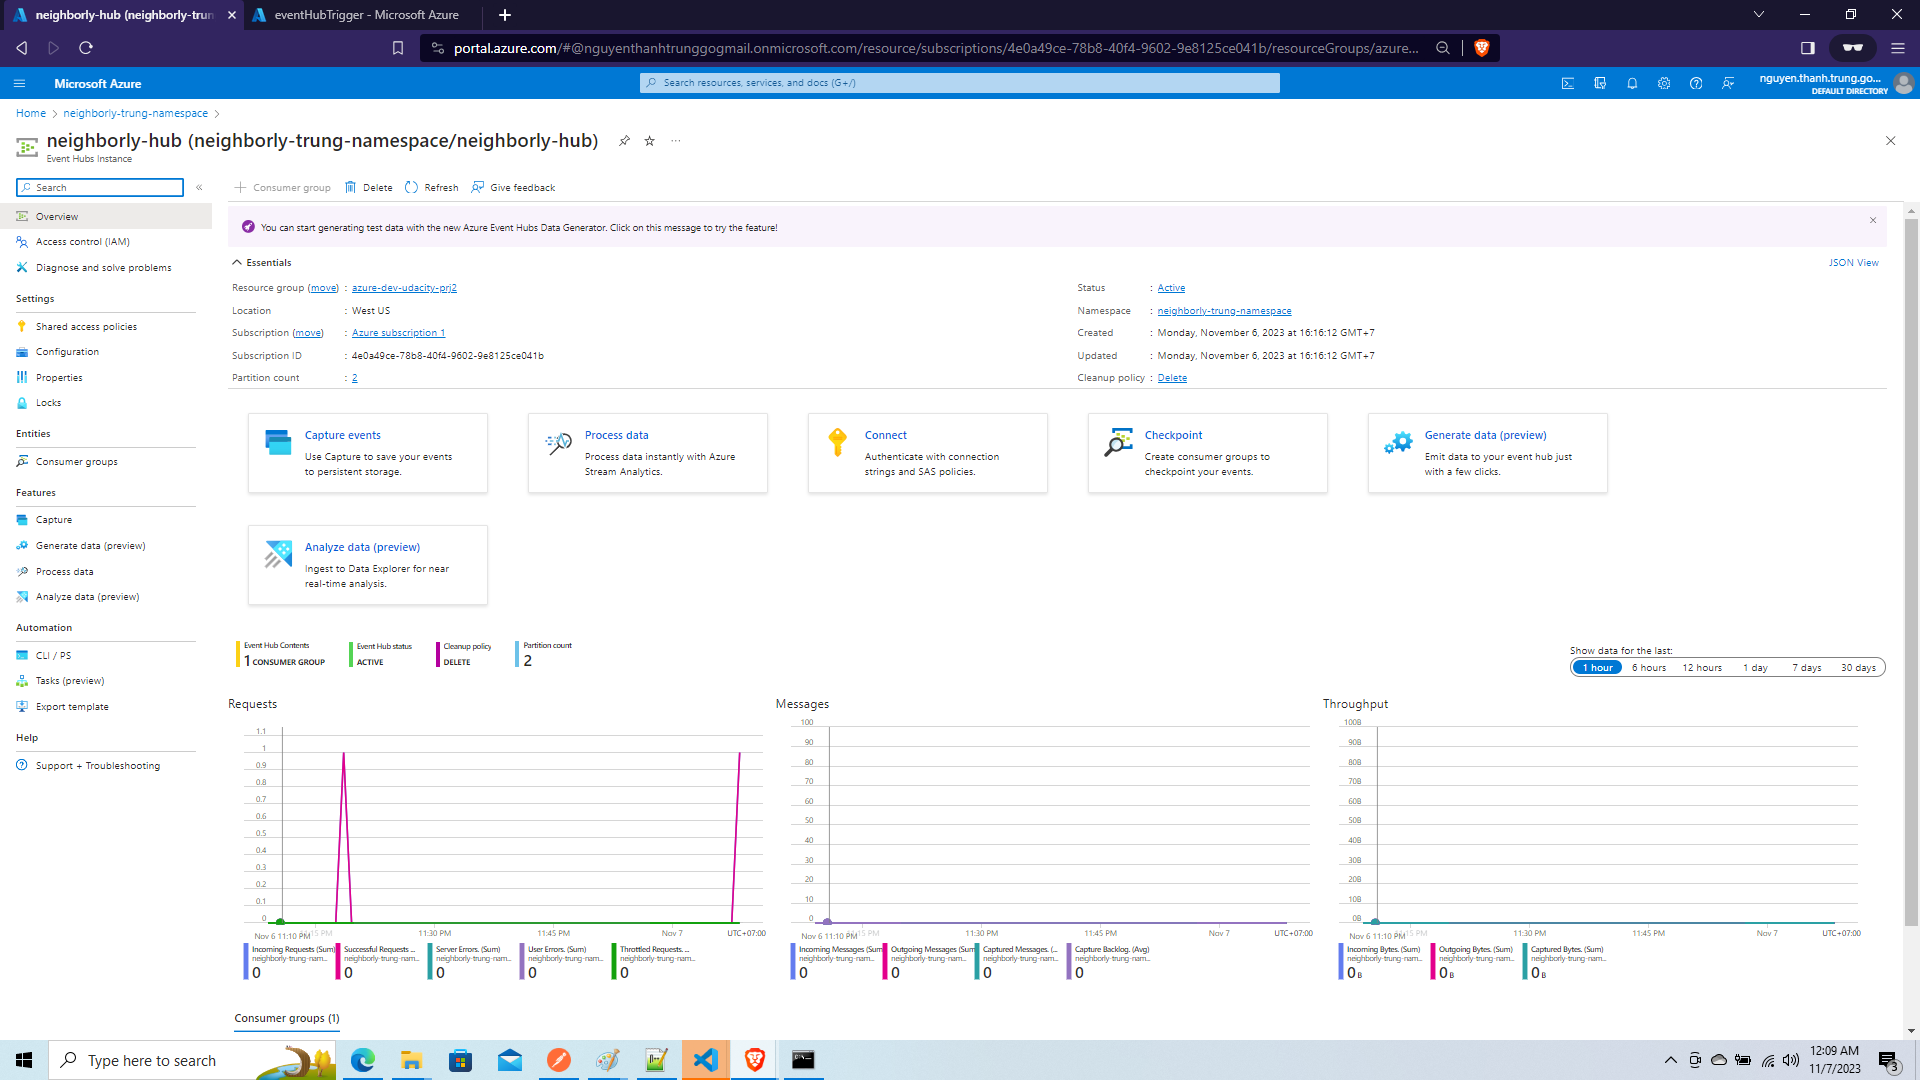 neighborly-hub (neighborly-trun
eventHubTrigger - Microsoft Azure
portal.azure.com/#@nguyenthanhtrunggogmail.onmicrosoft.com/resource/subscriptions/4e0a49ce-78b8-40f4-9602-9e8125ce041b/resourceGroups/azure...
Microsoft Azure
Search resources, services, and docs (G+/)
nguyen.thanh.trung.go...
DEFAULT DIRECTORY
Home > neighborly-trung-namespace >
neighborly-hub (neighborly-trung-namespace/neighborly-hub)
Event Hubs Instance
Search
Consumer group Delete Refresh Give feedback
Overview
Access control (IAM)
Diagnose and solve problems
Settings
Shared access policies
Configuration
Properties
Locks
Entities
Consumer groups
Features
Capture
Generate data (preview)
Process data
Analyze data (preview)
Automation
CLI / PS
Tasks (preview)
Export template
Help
Support + Troubleshooting
You can start generating test data with the new Azure Event Hubs Data Generator. Click on this message to try the feature!
Essentials
JSON View
Resource group (move) : azure-dev-udacity-prj2
Location : West US
Subscription (move) : Azure subscription 1
Subscription ID : 4e0a49ce-78b8-40f4-9602-9e8125ce041b
Partition count : 2
Status : Active
Namespace : neighborly-trung-namespace
Created : Monday, November 6, 2023 at 16:16:12 GMT+7
Updated : Monday, November 6, 2023 at 16:16:12 GMT+7
Cleanup policy : Delete
Capture events
Use Capture to save your events
to persistent storage.
Process data
Process data instantly with Azure
Stream Analytics.
Connect
Authenticate with connection
strings and SAS policies.
Checkpoint
Create consumer groups to
checkpoint your events.
Generate data (preview)
Emit data to your event hub just
with a few clicks.
Analyze data (preview)
Ingest to Data Explorer for near
real-time analysis.
Event Hub Contents
1 CONSUMER GROUP
Event Hub status
ACTIVE
Cleanup policy
DELETE
Partition count
2
Show data for the last:
1 hour 6 hours 12 hours 1 day 7 days 30 days
Requests
1.1
1
0.9
0.8
0.7
0.6
0.5
0.4
0.3
0.2
0.1
0
Nov 6 11:10 PM 11:30 PM 11:45 PM Nov 7 UTC+07:00
Incoming Requests (Sum)
neighborly-trung-nam...
0
Successful Requests ...
neighborly-trung-nam...
0
Server Errors. (Sum)
neighborly-trung-nam...
0
User Errors. (Sum)
neighborly-trung-nam...
0
Throttled Requests. ...
neighborly-trung-nam...
0
Messages
100
90
80
70
60
50
40
30
20
10
0
Nov 6 11:10 PM 11:30 PM 11:45 PM Nov 7 UTC+07:00
Incoming Messages (Sum)
neighborly-trung-nam...
0
Outgoing Messages (Sum)
neighborly-trung-nam...
0
Captured Messages. (...
neighborly-trung-nam...
0
Capture Backlog. (Avg)
neighborly-trung-nam...
0
Throughput
100B
90B
80B
70B
60B
50B
40B
30B
20B
10B
0B
Nov 6 11:10 PM 11:30 PM 11:45 PM Nov 7 UTC+07:00
Incoming Bytes. (Sum)
neighborly-trung-nam...
0 B
Outgoing Bytes. (Sum)
neighborly-trung-nam...
0 B
Captured Bytes. (Sum)
neighborly-trung-nam...
0 B
Consumer groups (1)
Type here to search
12:09 AM
11/7/2023
3